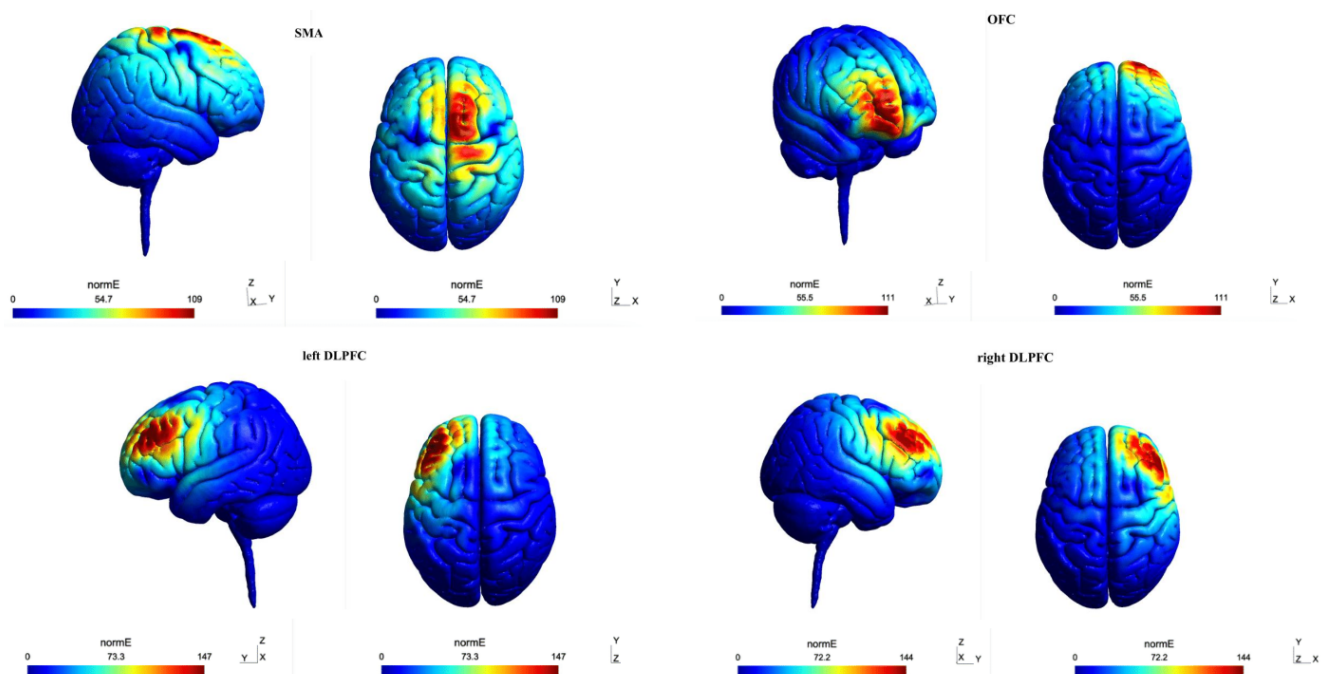 SMA
OFC
normE
0 54.7 109
Z
X Y
normE
0 54.7 109
Y
Z X
normE
0 55.5 111
Z
X Y
normE
0 55.5 111
Y
Z X
left DLPFC
right DLPFC
normE
0 73.3 147
Z
Y X
normE
0 73.3 147
Y
Z
normE
0 72.2 144
Z
X Y
normE
0 72.2 144
Y
Z X